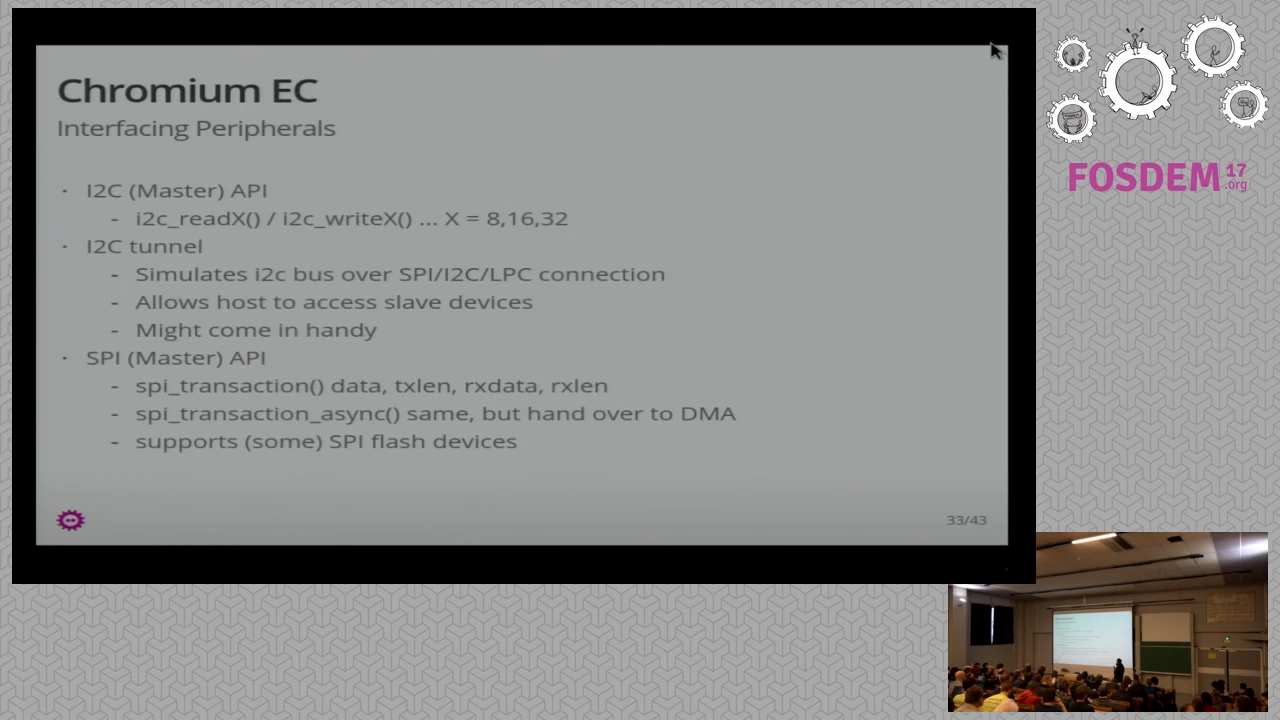 Chromium EC
Interfacing Peripherals
· I2C (Master) API
- i2c_readX() / i2c_writeX() ... X = 8,16,32
· I2C tunnel
- Simulates i2c bus over SPI/I2C/LPC connection
- Allows host to access slave devices
- Might come in handy
· SPI (Master) API
- spi_transaction() data, txlen, rxdata, rxlen
- spi_transaction_async() same, but hand over to DMA
- supports (some) SPI flash devices
33/43
FOSDEM 17
.org